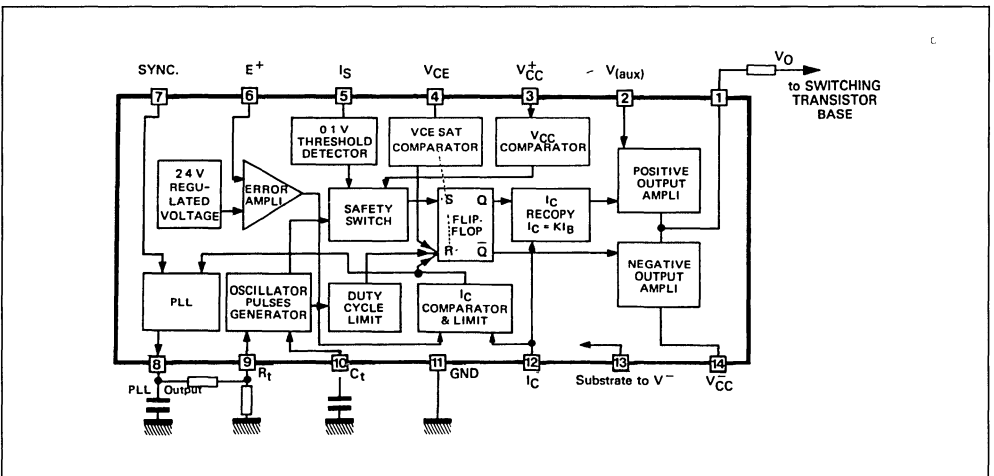 SYNC. E+ IS VCE V+CC V(aux) VO
to SWITCHING
TRANSISTOR
BASE
7 6 5 4 3 2 1
0 1 V
THRESHOLD
DETECTOR
VCE SAT
COMPARATOR
VCC
COMPARATOR
2 4 V
REGU-
LATED
VOLTAGE
ERROR
AMPLI
SAFETY
SWITCH
S Q
FLIP-
FLOP
R Q̅
IC
RECOPY
IC = KIB
POSITIVE
OUTPUT
AMPLI
NEGATIVE
OUTPUT
AMPLI
PLL
OSCILLATOR
PULSES
GENERATOR
DUTY
CYCLE
LIMIT
IC
COMPARATOR
& LIMIT
8 9 10 11 12 13 14
Rt Ct GND IC Substrate to V− V−CC
PLL Output